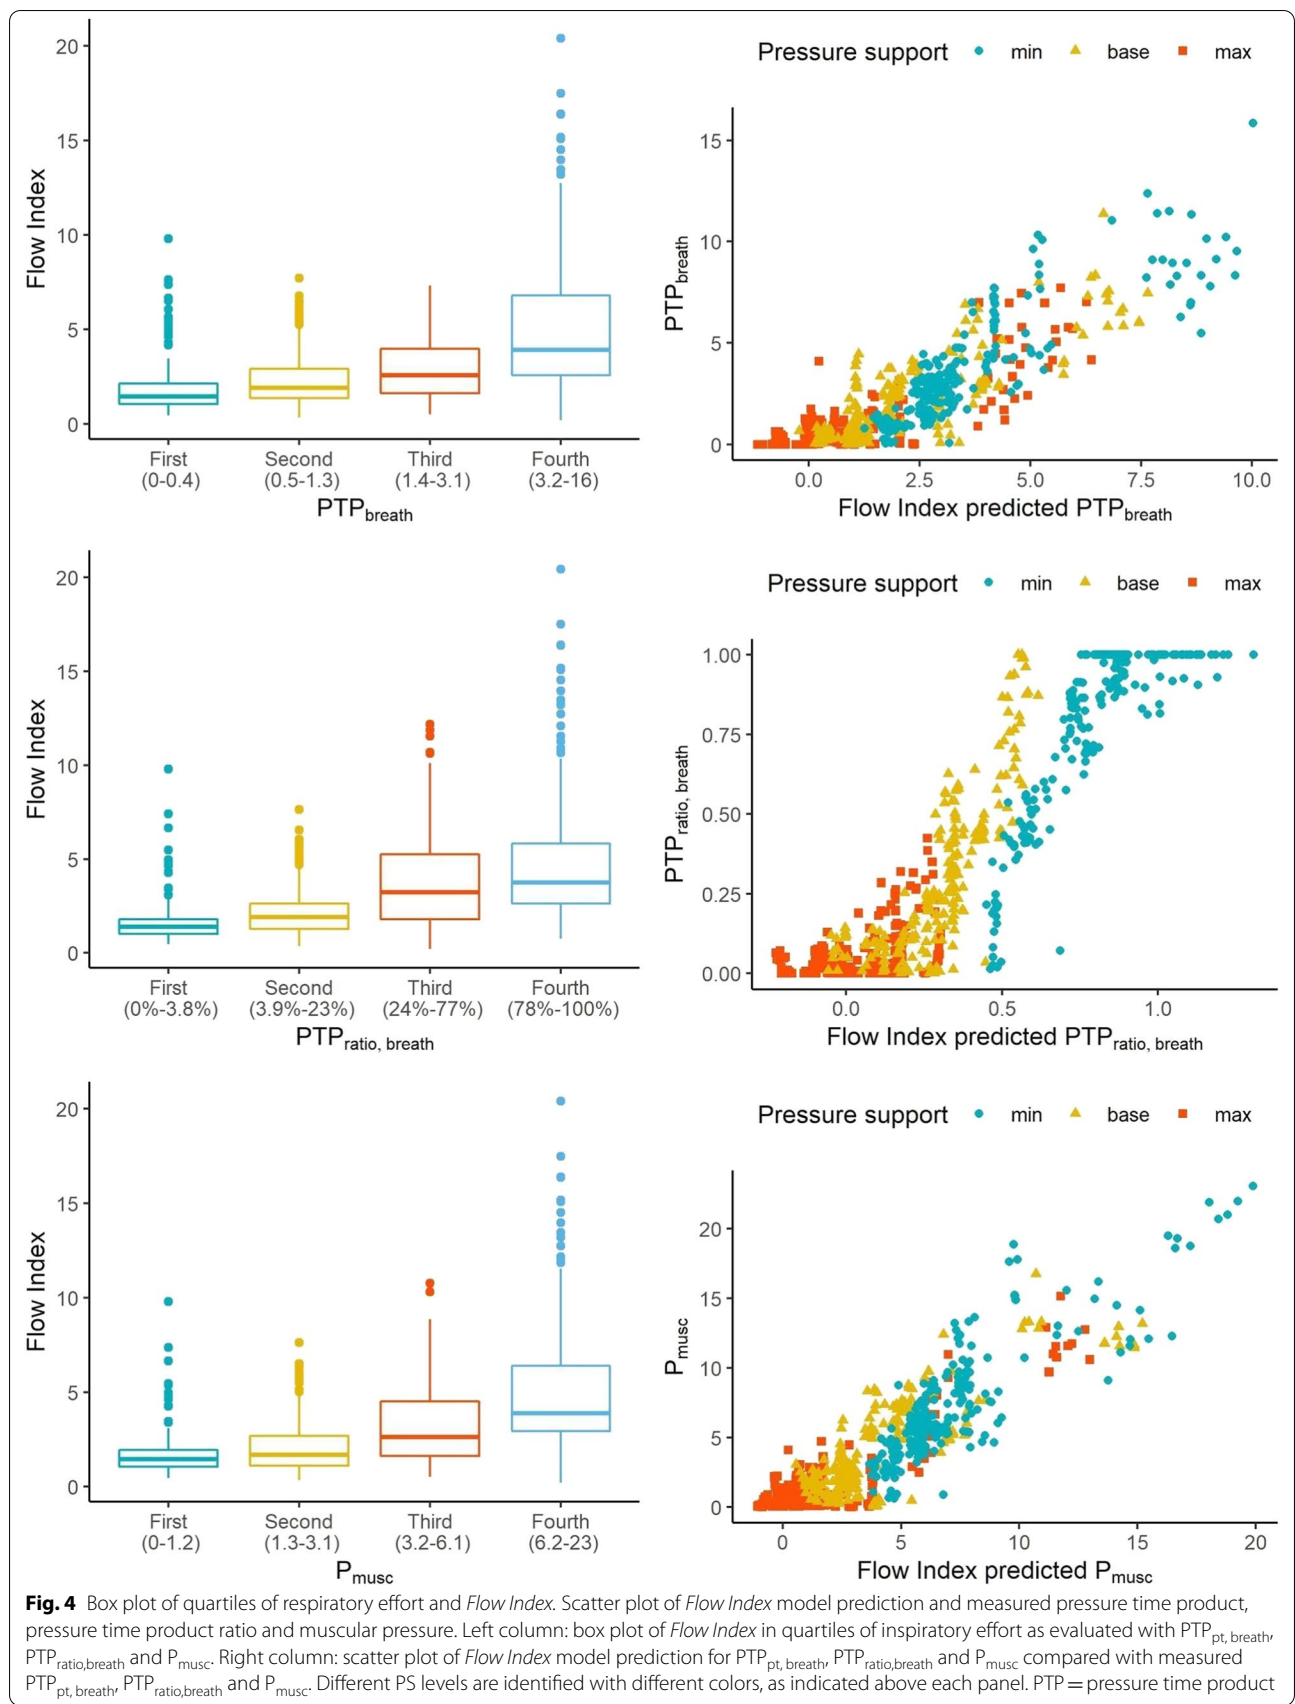 Flow Index
20
15
10
5
0
First
(0-0.4)
Second
(0.5-1.3)
Third
(1.4-3.1)
Fourth
(3.2-16)
PTPbreath
Pressure support min base max
PTPbreath
15
10
5
0
0.0 2.5 5.0 7.5 10.0
Flow Index predicted PTPbreath
Flow Index
20
15
10
5
0
First
(0%-3.8%)
Second
(3.9%-23%)
Third
(24%-77%)
Fourth
(78%-100%)
PTPratio, breath
Pressure support min base max
PTPratio, breath
1.00
0.75
0.50
0.25
0.00
0.0 0.5 1.0
Flow Index predicted PTPratio, breath
Flow Index
20
15
10
5
0
First
(0-1.2)
Second
(1.3-3.1)
Third
(3.2-6.1)
Fourth
(6.2-23)
Pmusc
Pressure support min base max
Pmusc
20
15
10
5
0
0 5 10 15 20
Flow Index predicted Pmusc
Fig. 4 Box plot of quartiles of respiratory effort and Flow Index. Scatter plot of Flow Index model prediction and measured pressure time product,
pressure time product ratio and muscular pressure. Left column: box plot of Flow Index in quartiles of inspiratory effort as evaluated with PTPpt, breath,
PTPratio,breath and Pmusc. Right column: scatter plot of Flow Index model prediction for PTPpt, breath, PTPratio,breath and Pmusc compared with measured
PTPpt, breath, PTPratio,breath and Pmusc. Different PS levels are identified with different colors, as indicated above each panel. PTP = pressure time product